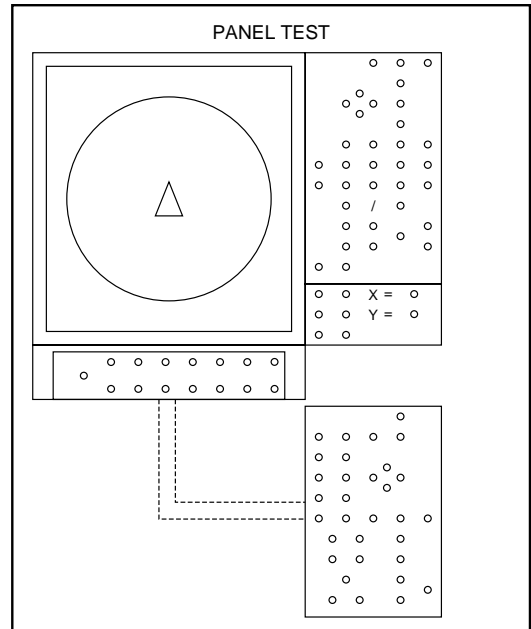 PANEL TEST
/
X =
Y =